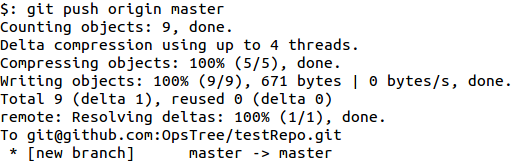 $: git push origin master
Counting objects: 9, done.
Delta compression using up to 4 threads.
Compressing objects: 100% (5/5), done.
Writing objects: 100% (9/9), 671 bytes | 0 bytes/s, done.
Total 9 (delta 1), reused 0 (delta 0)
remote: Resolving deltas: 100% (1/1), done.
To git@github.com:OpsTree/testRepo.git
 * [new branch]      master -> master